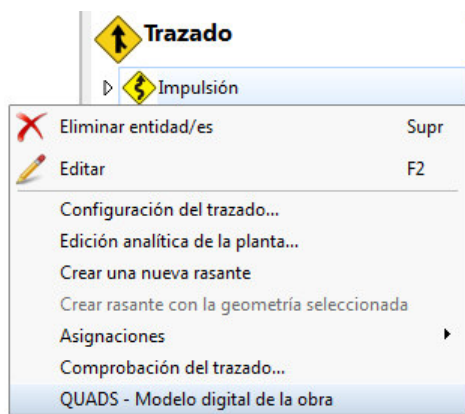 Trazado
Impulsión
Eliminar entidad/es Supr
Editar F2
Configuración del trazado...
Edición analítica de la planta...
Crear una nueva rasante
Crear rasante con la geometría seleccionada
Asignaciones
Comprobación del trazado...
QUADS - Modelo digital de la obra